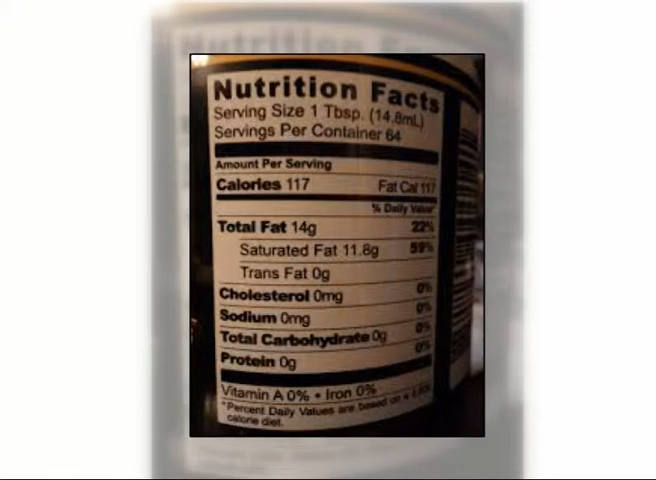 Nutrition Facts
Serving Size 1 Tbsp. (14.8mL)
Servings Per Container 64
Amount Per Serving
Calories 117 Fat Cal 117
% Daily Value*
Total Fat 14g 22%
Saturated Fat 11.8g 59%
Trans Fat 0g
Cholesterol 0mg 0%
Sodium 0mg 0%
Total Carbohydrate 0g 0%
Protein 0g 0%
Vitamin A 0% • Iron 0%
*Percent Daily Values are based on a
calorie diet.